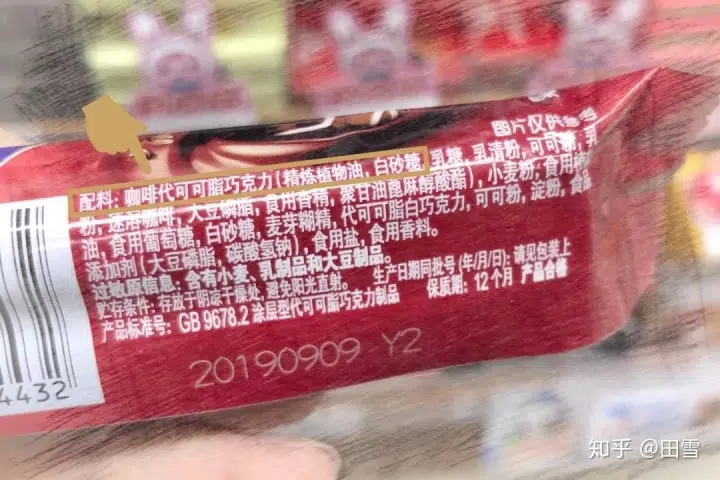 图片仅供参考
配料: 咖啡代可可脂巧克力(精炼植物油, 白砂糖, 乳糖, 乳清粉, 可可粉, 乳
粉, 速溶咖啡, 大豆磷脂, 食用香精, 聚甘油蓖麻醇酸酯), 小麦粉, 食用植
油, 食用葡萄糖, 白砂糖, 麦芽糊精, 代可可脂白巧克力, 可可粉, 淀粉, 食品
添加剂(大豆磷脂, 碳酸氢钠), 食用盐, 食用香料。
过敏原信息: 含有小麦、乳制品和大豆制品。
生产日期同批号(年/月/日): 请见包装上
贮存条件: 存放于阴凉干燥处, 避免阳光直射。
保质期: 12个月 产品合格
产品标准号: GB 9678.2 涂层型代可可脂巧克力制品
20190909 Y2
4432
知乎 @田雪